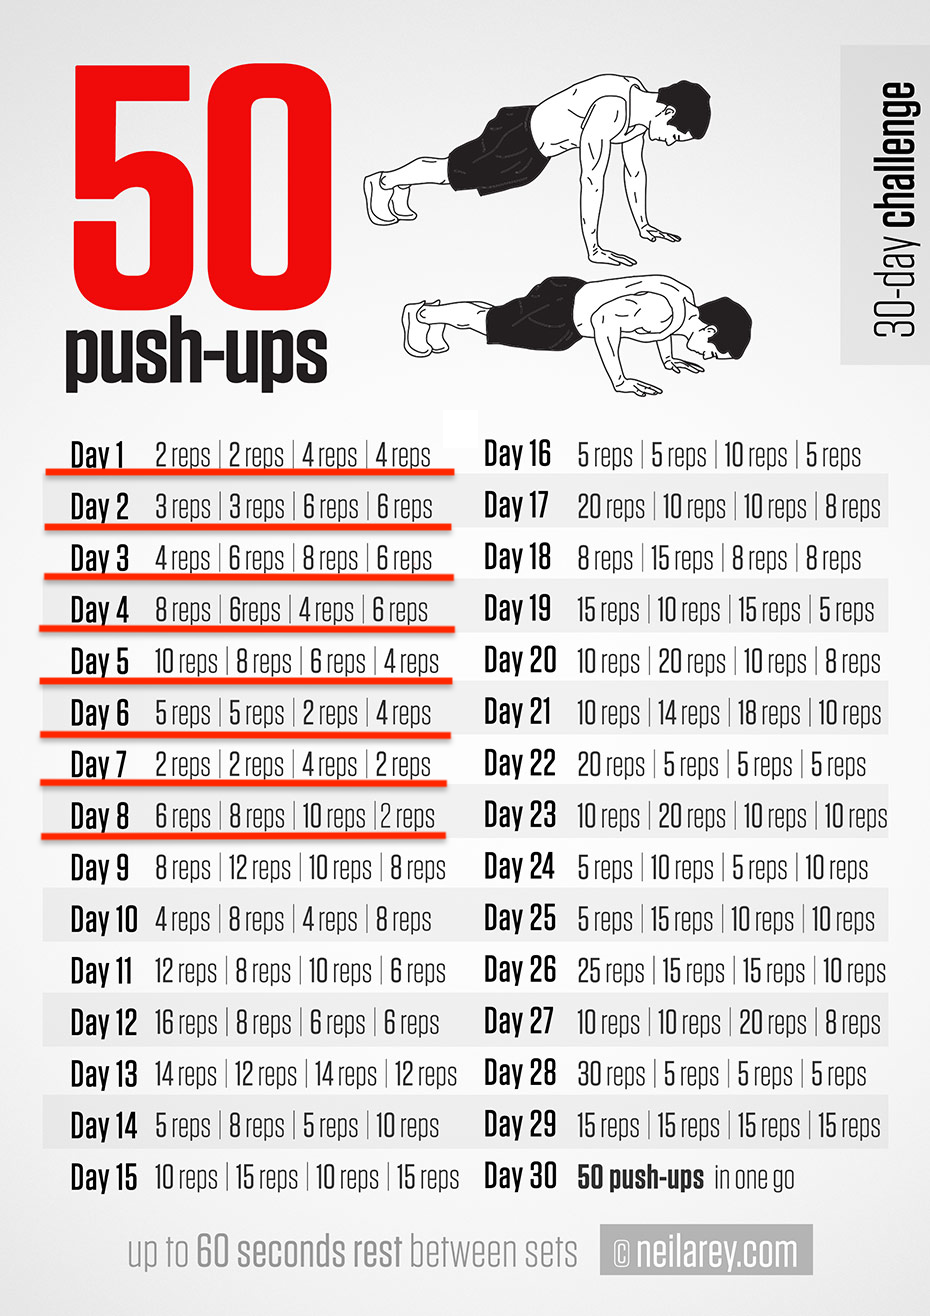 50
push-ups
30-day challenge
Day 1 2 reps | 2 reps | 4 reps | 4 reps
Day 2 3 reps | 3 reps | 6 reps | 6 reps
Day 3 4 reps | 6 reps | 8 reps | 6 reps
Day 4 8 reps | 6reps | 4 reps | 6 reps
Day 5 10 reps | 8 reps | 6 reps | 4 reps
Day 6 5 reps | 5 reps | 2 reps | 4 reps
Day 7 2 reps | 2 reps | 4 reps | 2 reps
Day 8 6 reps | 8 reps | 10 reps | 2 reps
Day 9 8 reps | 12 reps | 10 reps | 8 reps
Day 10 4 reps | 8 reps | 4 reps | 8 reps
Day 11 12 reps | 8 reps | 10 reps | 6 reps
Day 12 16 reps | 8 reps | 6 reps | 6 reps
Day 13 14 reps | 12 reps | 14 reps | 12 reps
Day 14 5 reps | 8 reps | 5 reps | 10 reps
Day 15 10 reps | 15 reps | 10 reps | 15 reps
Day 16 5 reps | 5 reps | 10 reps | 5 reps
Day 17 20 reps | 10 reps | 10 reps | 8 reps
Day 18 8 reps | 15 reps | 8 reps | 8 reps
Day 19 15 reps | 10 reps | 15 reps | 5 reps
Day 20 10 reps | 20 reps | 10 reps | 8 reps
Day 21 10 reps | 14 reps | 18 reps | 10 reps
Day 22 20 reps | 5 reps | 5 reps | 5 reps
Day 23 10 reps | 20 reps | 10 reps | 10 reps
Day 24 5 reps | 10 reps | 5 reps | 10 reps
Day 25 5 reps | 15 reps | 10 reps | 10 reps
Day 26 25 reps | 15 reps | 15 reps | 10 reps
Day 27 10 reps | 10 reps | 20 reps | 8 reps
Day 28 30 reps | 5 reps | 5 reps | 5 reps
Day 29 15 reps | 15 reps | 15 reps | 15 reps
Day 30 50 push-ups in one go
up to 60 seconds rest between sets
© neilarey.com